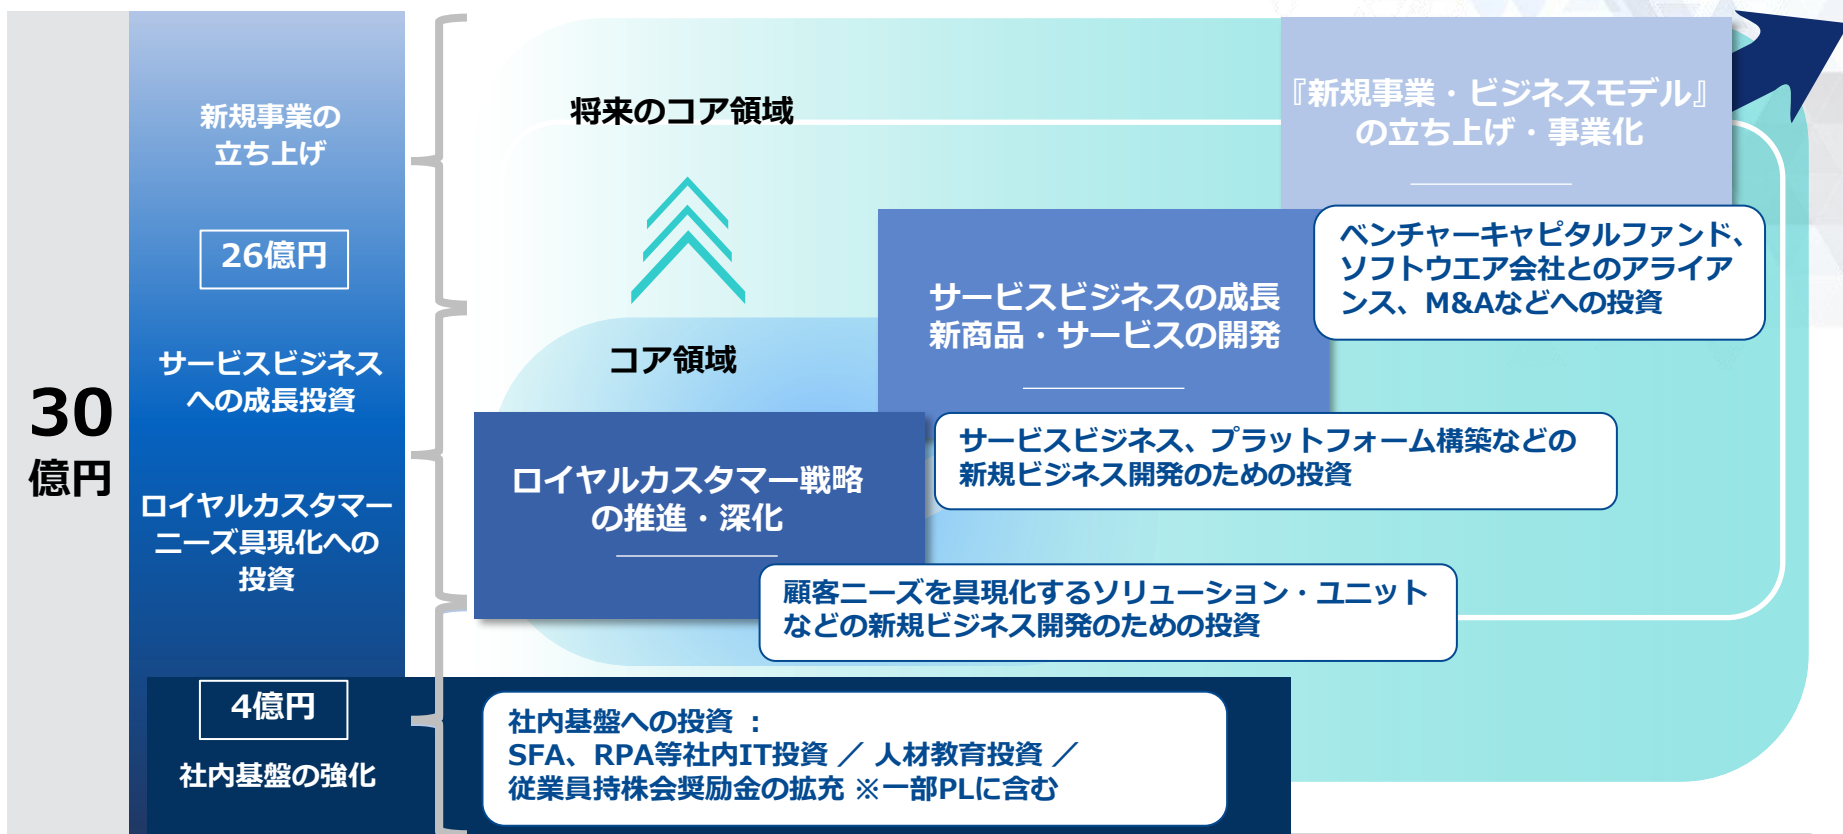 30
億円
新規事業の
立ち上げ
26億円
サービスビジネス
への成長投資
ロイヤルカスタマー
ニーズ具現化への
投資
4億円
社内基盤の強化
将来のコア領域
コア領域
『新規事業・ビジネスモデル』
の立ち上げ・事業化
ベンチャーキャピタルファンド、
ソフトウエア会社とのアライア
ンス、M&Aなどへの投資
サービスビジネスの成長
新商品・サービスの開発
サービスビジネス、プラットフォーム構築などの
新規ビジネス開発のための投資
ロイヤルカスタマー戦略
の推進・深化
顧客ニーズを具現化するソリューション・ユニット
などの新規ビジネス開発のための投資
社内基盤への投資 :
SFA、RPA等社内IT投資 ／ 人材教育投資 ／
従業員持株会奨励金の拡充 ※一部PLに含む